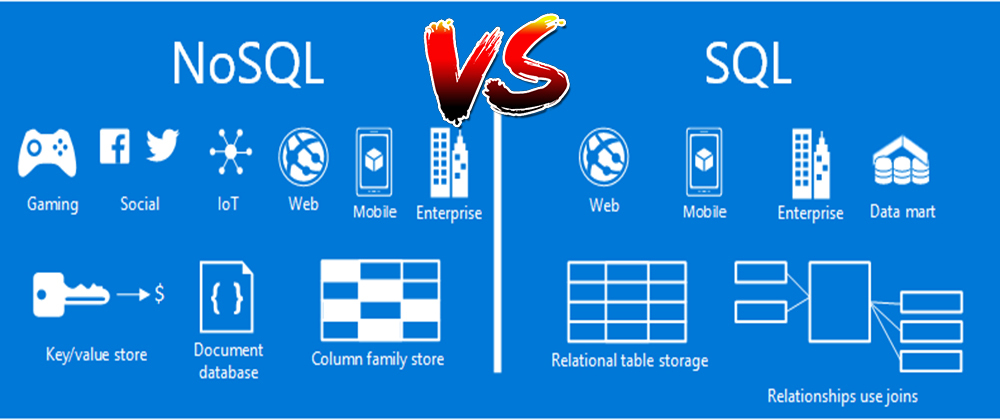 NoSQL
VS
SQL
Gaming
Social
IoT
Web
Mobile
Enterprise
Web
Mobile
Enterprise
Data mart
$
{ }
Key/value store
Document
database
Column family store
Relational table storage
Relationships use joins